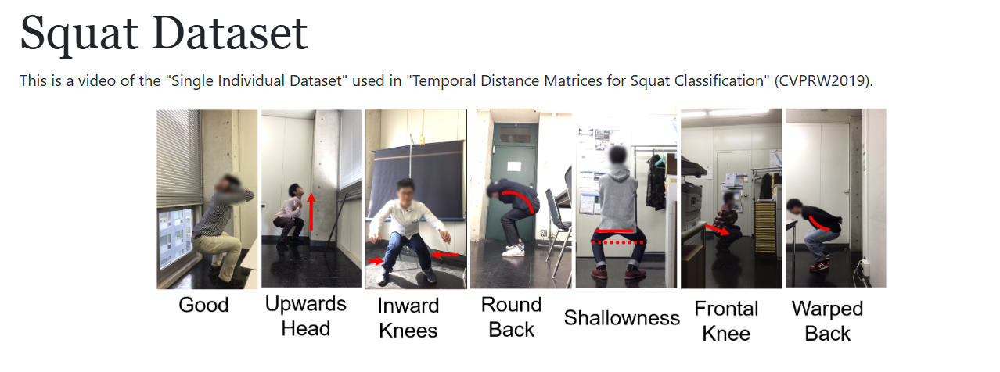 Squat Dataset
This is a video of the "Single Individual Dataset" used in "Temporal Distance Matrices for Squat Classification" (CVPRW2019).
Good
Upwards
Head
Inward
Knees
Round
Back
Shallowness
Frontal
Knee
Warped
Back